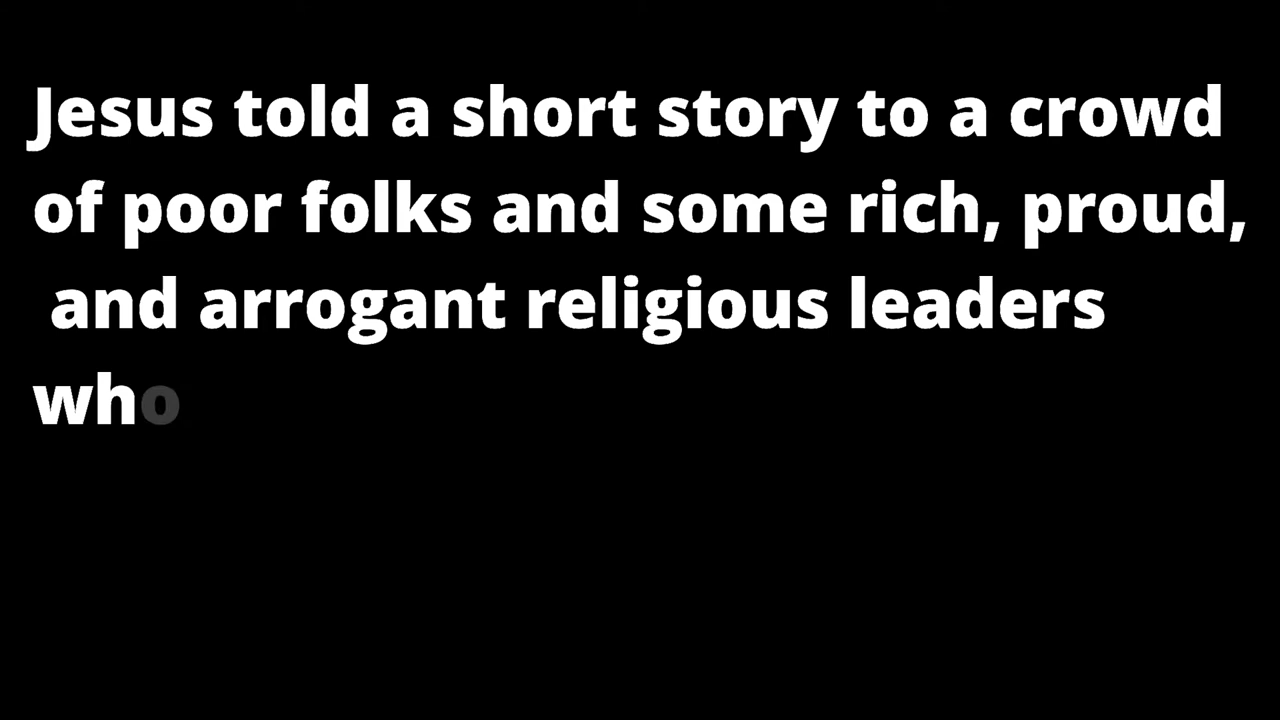 Jesus told a short story to a crowd
of poor folks and some rich, proud,
and arrogant religious leaders
who